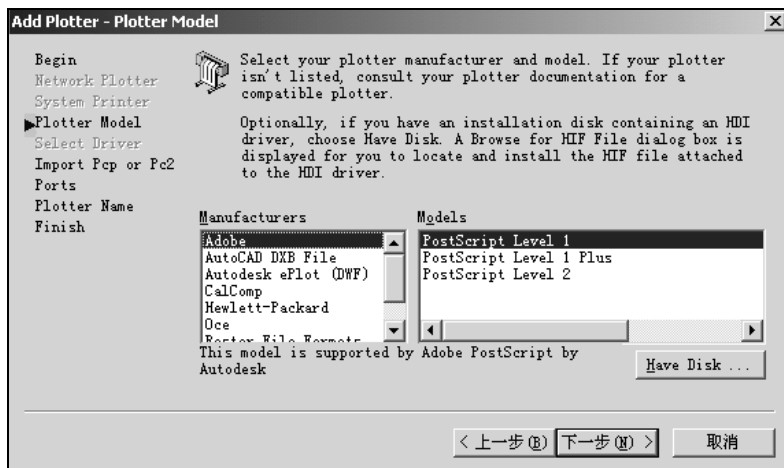 Add Plotter - Plotter Model
Begin
Network Plotter
System Printer
Plotter Model
Select Driver
Import Pcp or Pc2
Ports
Plotter Name
Finish
Select your plotter manufacturer and model. If your plotter
isn't listed, consult your plotter documentation for a
compatible plotter.
Optionally, if you have an installation disk containing an HDI
driver, choose Have Disk. A Browse for HIF File dialog box is
displayed for you to locate and install the HIF file attached
to the HDI driver.
Manufacturers
Adobe
AutoCAD DXB File
Autodesk ePlot (DWF)
CalComp
Hewlett-Packard
Oce
Raster File Formats
Models
PostScript Level 1
PostScript Level 1 Plus
PostScript Level 2
This model is supported by Adobe PostScript by
Autodesk
Have Disk ...
< 上一步(B)
下一步(N) >
取消